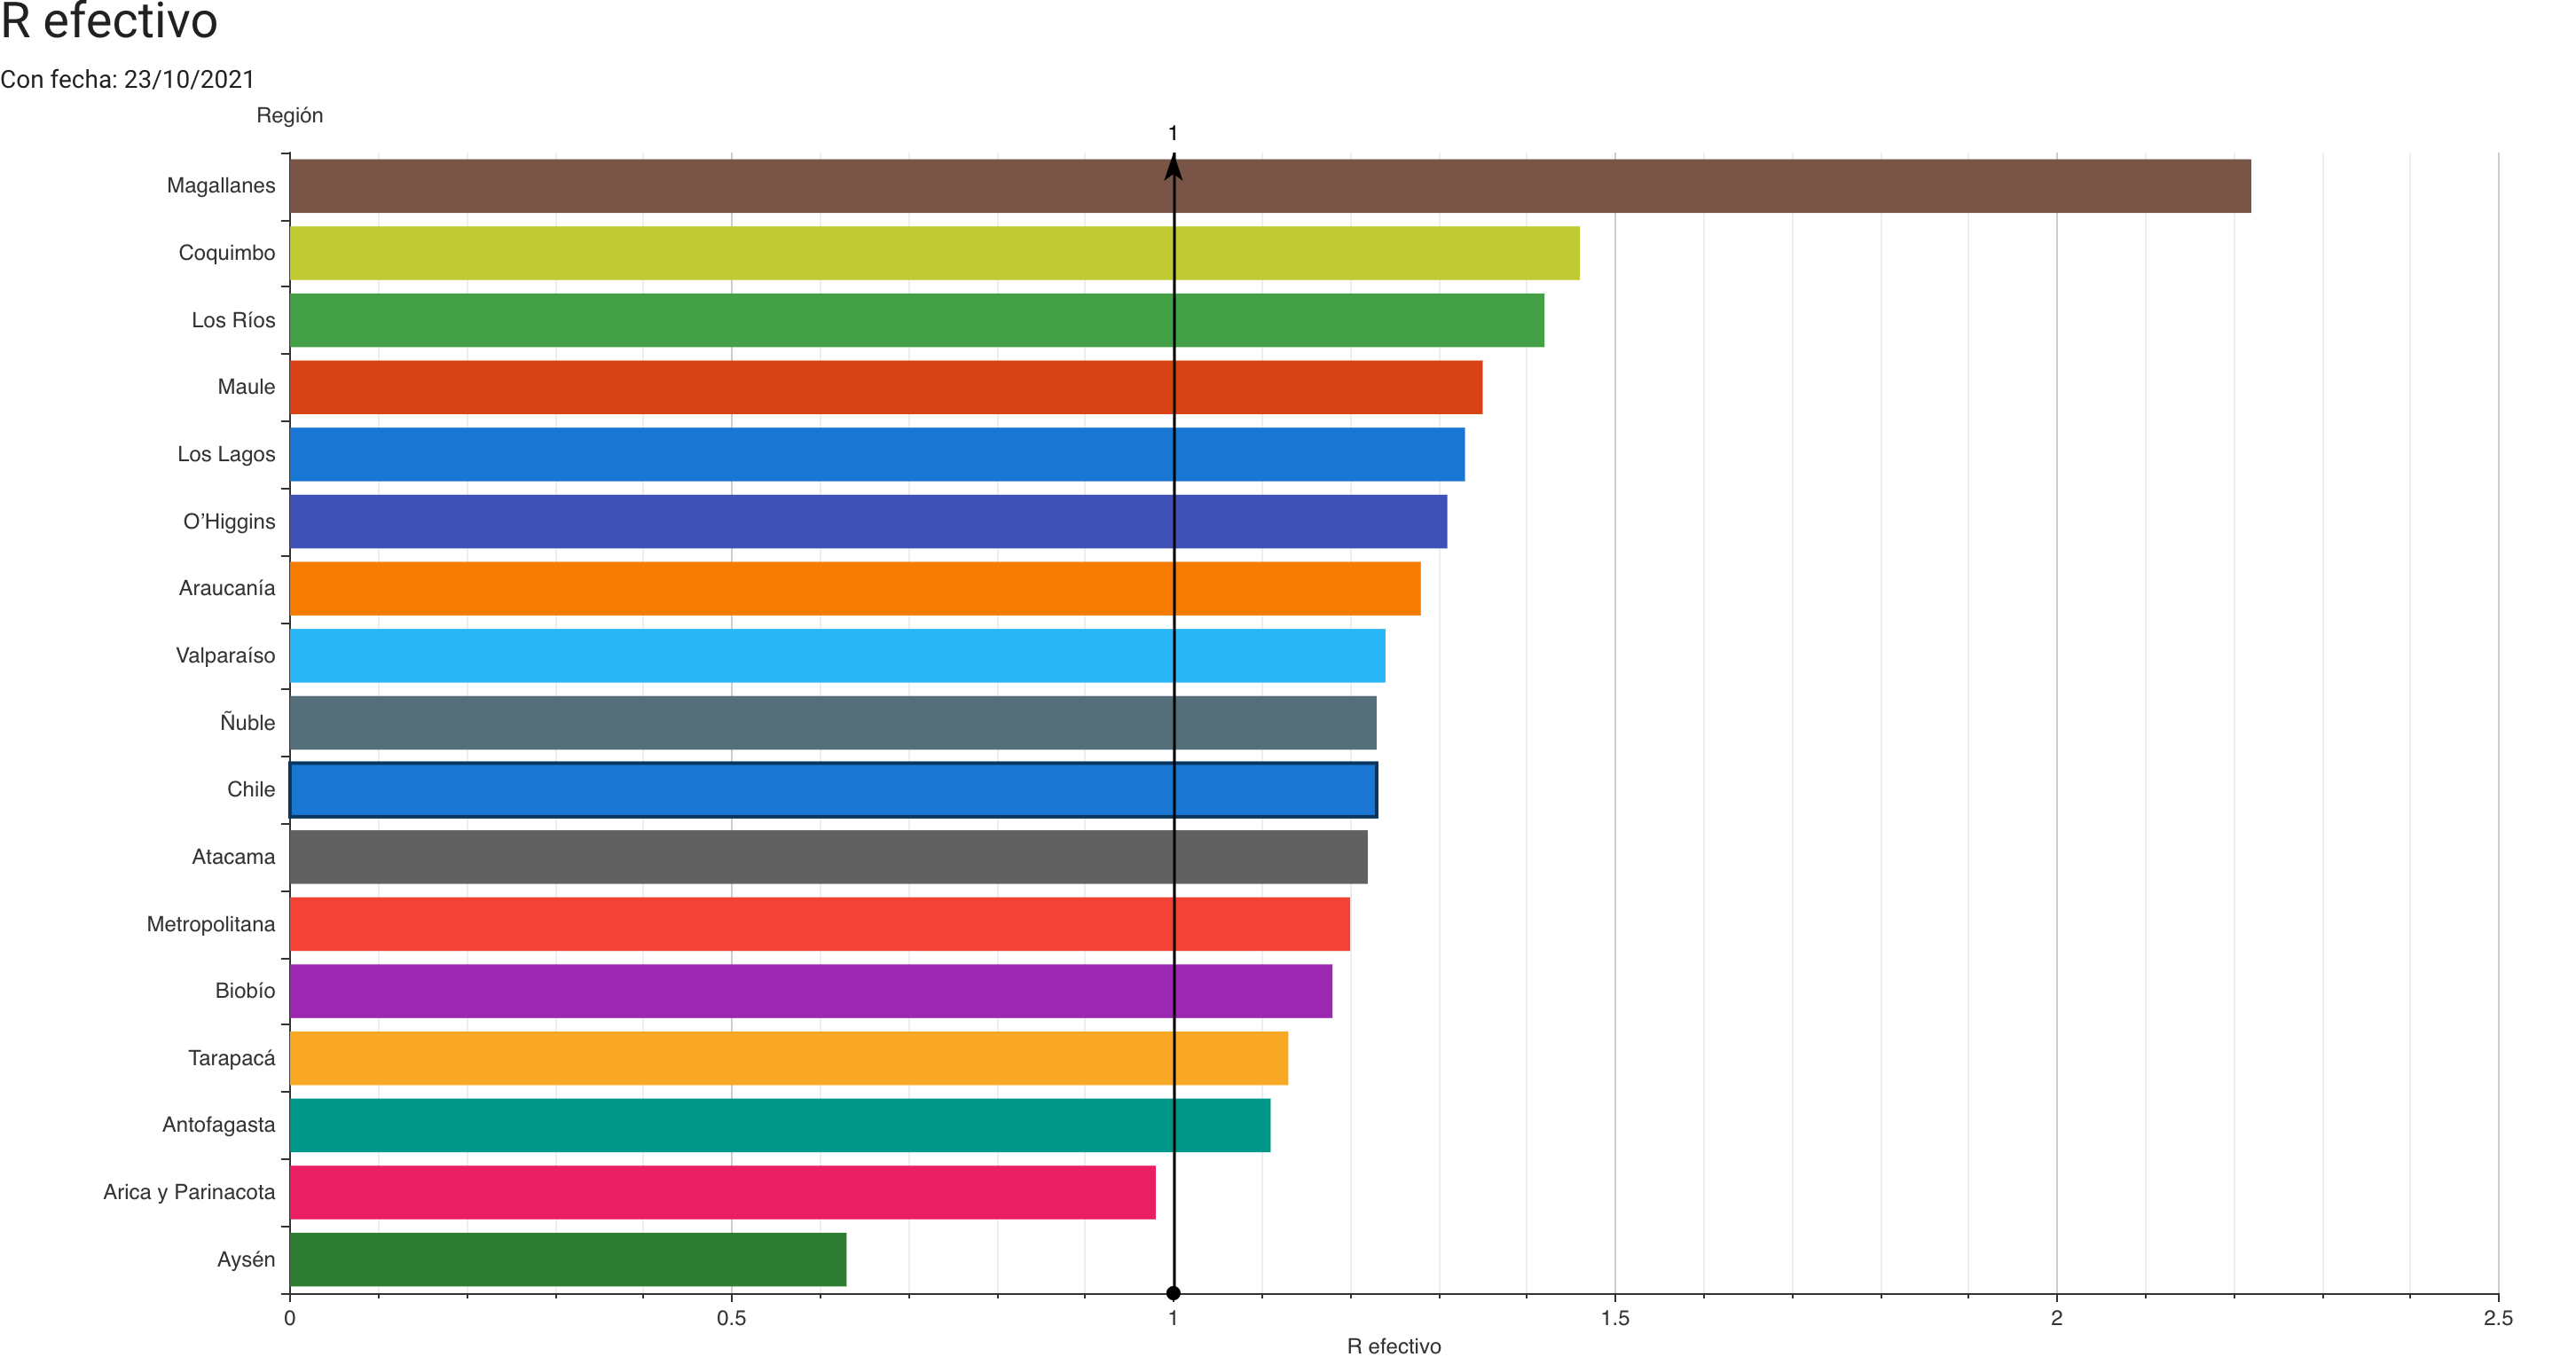 R efectivo
Con fecha: 23/10/2021
Región
1
Magallanes
Coquimbo
Los Ríos
Maule
Los Lagos
O’Higgins
Araucanía
Valparaíso
Ñuble
Chile
Atacama
Metropolitana
Biobío
Tarapacá
Antofagasta
Arica y Parinacota
Aysén
0 0.5 1 1.5 2 2.5
R efectivo